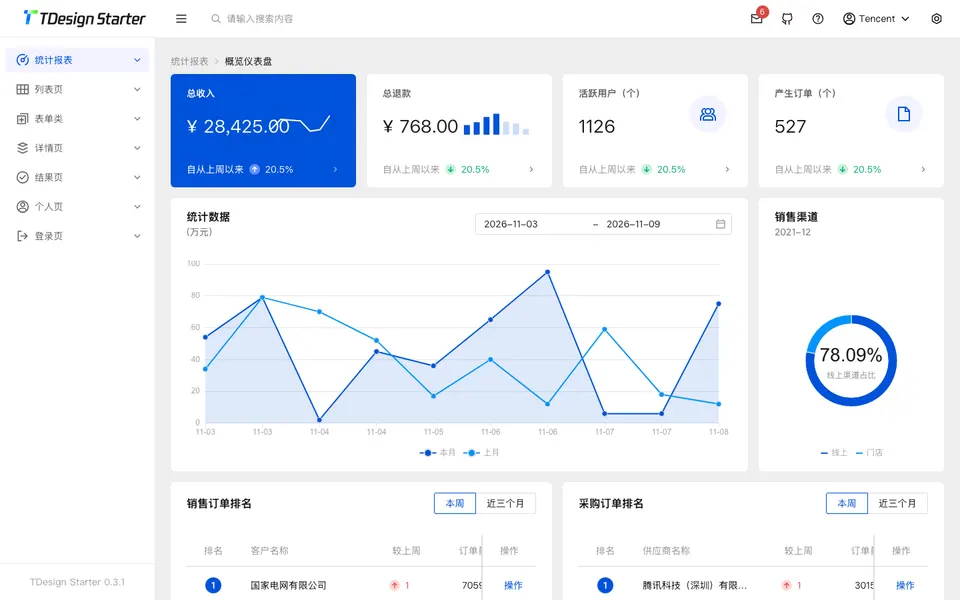 TDesign Starter
请输入搜索内容
6
Tencent
统计报表
列表页
表单类
详情页
结果页
个人页
登录页
TDesign Starter 0.3.1
统计报表 > 概览仪表盘
总收入
¥ 28,425.00
自从上周以来 20.5%
总退款
¥ 768.00
自从上周以来 20.5%
活跃用户（个）
1126
自从上周以来 20.5%
产生订单（个）
527
自从上周以来 20.5%
统计数据
(万元)
2026-11-03 - 2026-11-09
100
80
60
40
20
0
11-03 11-03 11-04 11-04 11-05 11-06 11-06 11-07 11-07 11-08
本月 上月
销售渠道
2021-12
78.09%
线上渠道占比
线上 门店
销售订单排名
本周 近三个月
排名 客户名称 较上周 订单 操作
1 国家电网有限公司 1 7059 操作
采购订单排名
本周 近三个月
排名 供应商名称 较上周 订单 操作
1 腾讯科技（深圳）有限... 1 3015 操作